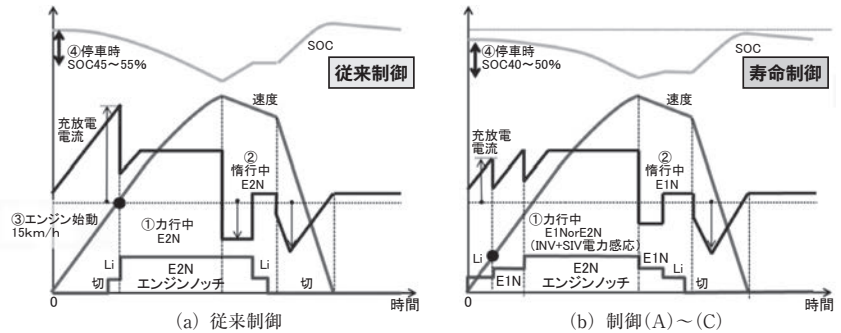 ④停車時
SOC45～55%
SOC
従来制御
充放電
電流
速度
②
惰行中
E2N
③エンジン始動
15km/h
①力行中
E2N
切
Li
E2N
エンジンノッチ
Li
切
0
時間
(a) 従来制御
④停車時
SOC40～50%
SOC
寿命制御
充放電
電流
速度
②
惰行中
E1N
①力行中
E1NorE2N
(INV+SIV電力感応)
Li
E1N
E2N
エンジンノッチ
E1N
Li
切
0
時間
(b) 制御(A)～(C)